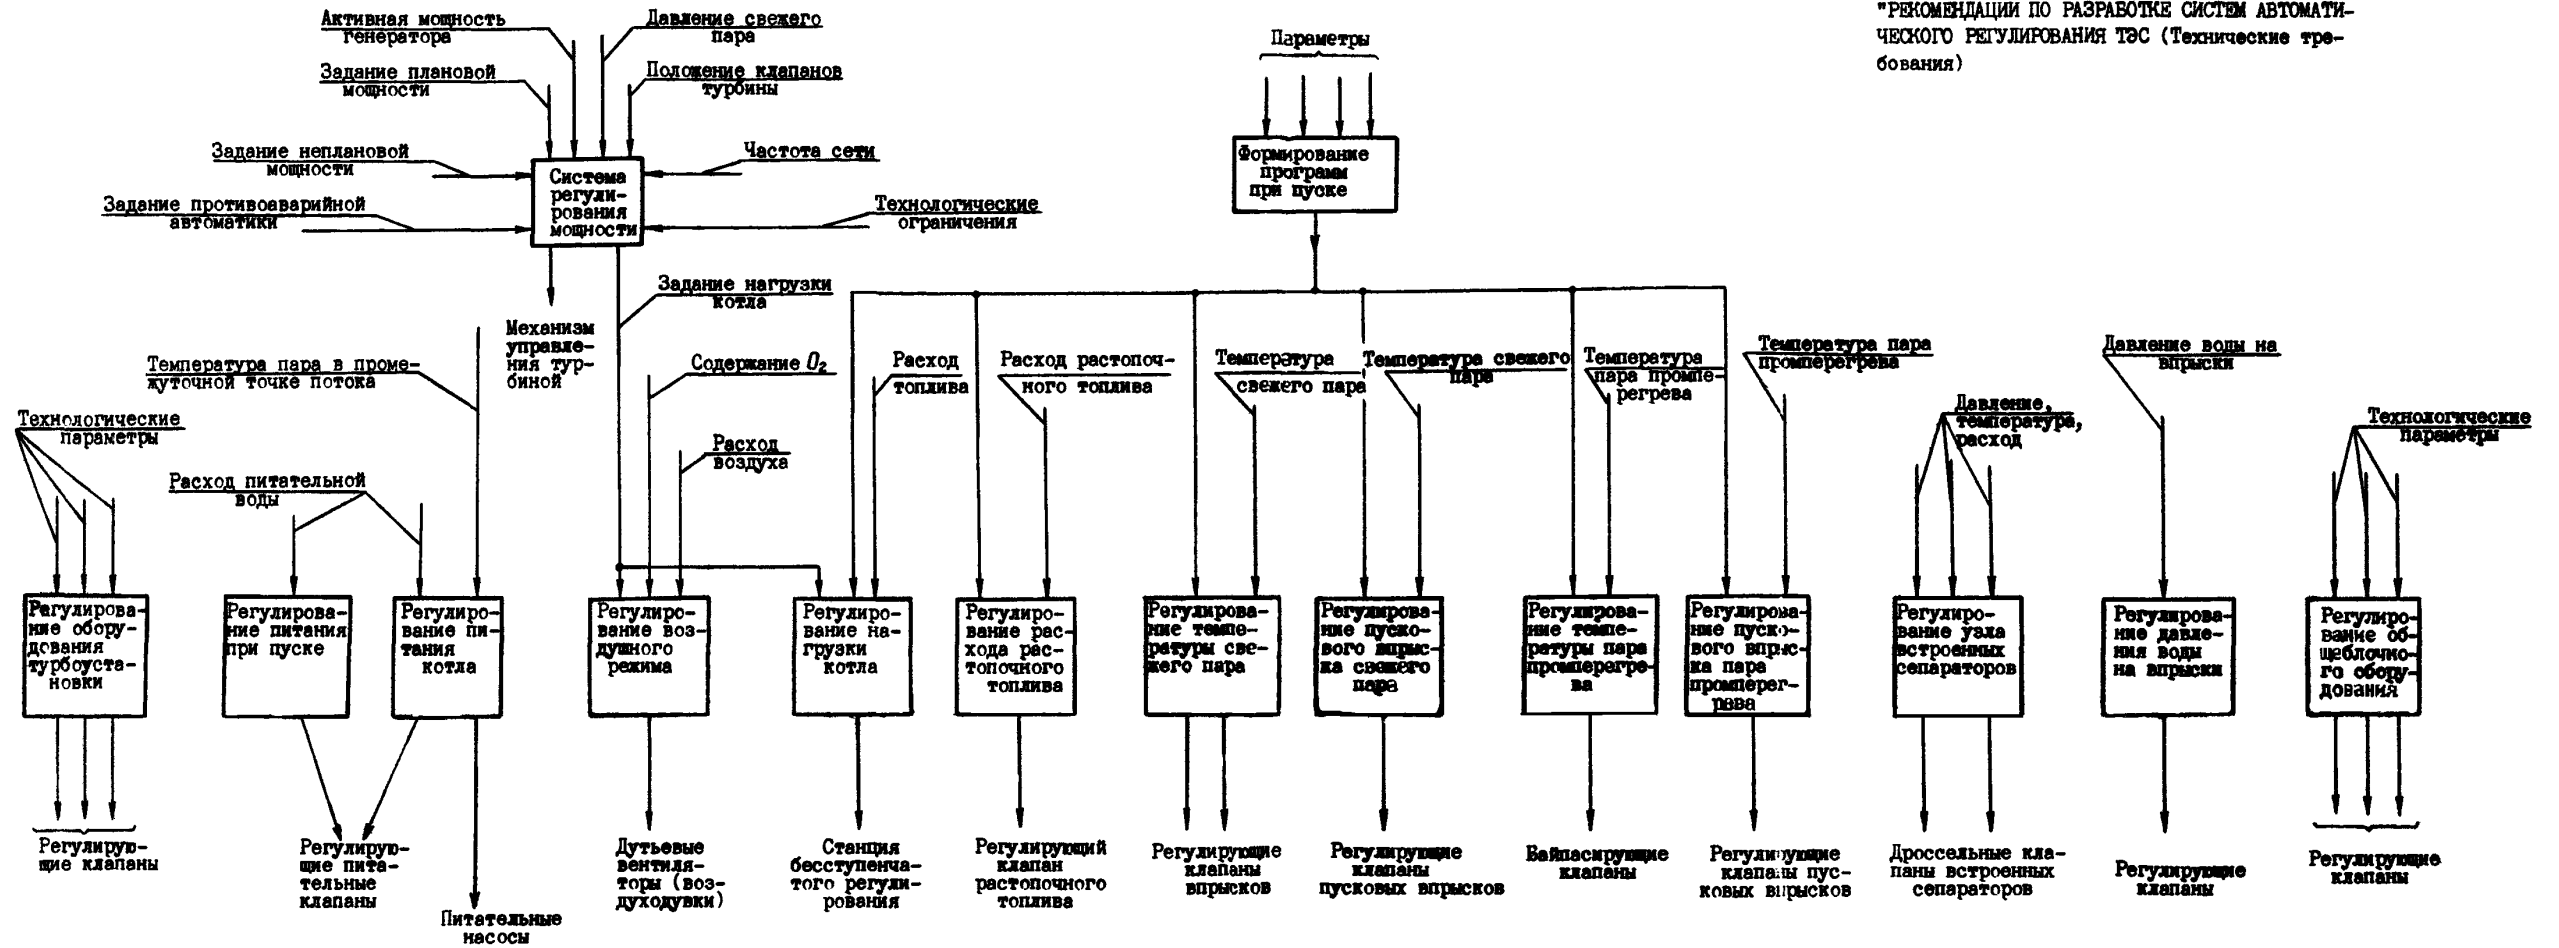 "РЕКОМЕНДАЦИИ ПО РАЗРАБОТКЕ СИСТЕМ АВТОМАТИ-
ЧЕСКОГО РЕГУЛИРОВАНИЯ ТЭС (Технические тре-
бования)
Активная мощность
генератора
Давление свежего
пара
Задание плановой
мощности
Положение клапанов
турбины
Задание неплановой
мощности
Частота сети
Задание противоаварийной
автоматики
Технологические
ограничения
Система
регули-
рования
мощности
Параметры
Формирование
программ
при пуске
Задание нагрузки
котла
Механизм
управле-
ния тур-
биной
Технологические
параметры
Температура пара в проме-
жуточной точке потока
Расход питательной
воды
Содержание O2
Расход
воздуха
Расход
топлива
Расход растопоч-
ного топлива
Температура
свежего пара
Температура свежего
пара
Температура
пара промпе-
регрева
Температура пара
промперегрева
Давление,
температура,
расход
Давление воды на
впрыски
Технологические
параметры
Регулирова-
ние обору-
дования
турбоуста-
новки
Регулирова-
ние питания
при пуске
Регулиро-
вание пи-
тания
котла
Регулиро-
вание воз-
душного
режима
Регулиро-
вание на-
грузки
котла
Регулиро-
вание рас-
хода рас-
топочного
топлива
Регулирова-
ние темпе-
ратуры све-
жего пара
Регулирова-
ние пуско-
вого впрыс-
ка свежего
пара
Регулирова-
ние темпе-
ратуры пара
промперегре-
ва
Регулирова-
ние пуско-
вого впрыс-
ка пара
промперег-
рева
Регулиро-
вание узла
встроенных
сепараторов
Регулирова-
ние давле-
ния воды
на впрыски
Регулиро-
вание об-
щеблочно-
го обору-
дования
Регулирую-
щие клапаны
Регулирую-
щие пита-
тельные
клапаны
Питательные
насосы
Дутьевые
вентиля-
торы (воз-
духодувки)
Станция
бесступенча-
того регули-
рования
Регулирующий
клапан
растопочного
топлива
Регулирующие
клапаны
впрысков
Регулирующие
клапаны
пусковых впрысков
Байпасирующие
клапаны
Регулирующие
клапаны пус-
ковых впрысков
Дроссельные кла-
паны встроенных
сепараторов
Регулирующие
клапаны
Регулирующие
клапаны